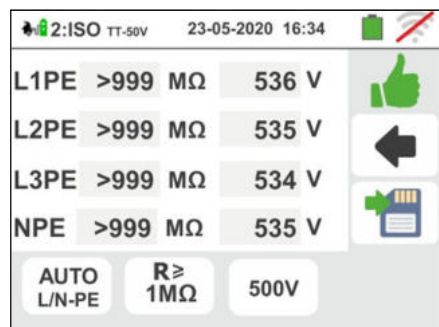 2:ISO TT-50V 23-05-2020 16:34
L1PE >999 MΩ 536 V
L2PE >999 MΩ 535 V
L3PE >999 MΩ 534 V
NPE >999 MΩ 535 V
AUTO R≥ 500V
L/N-PE 1MΩ